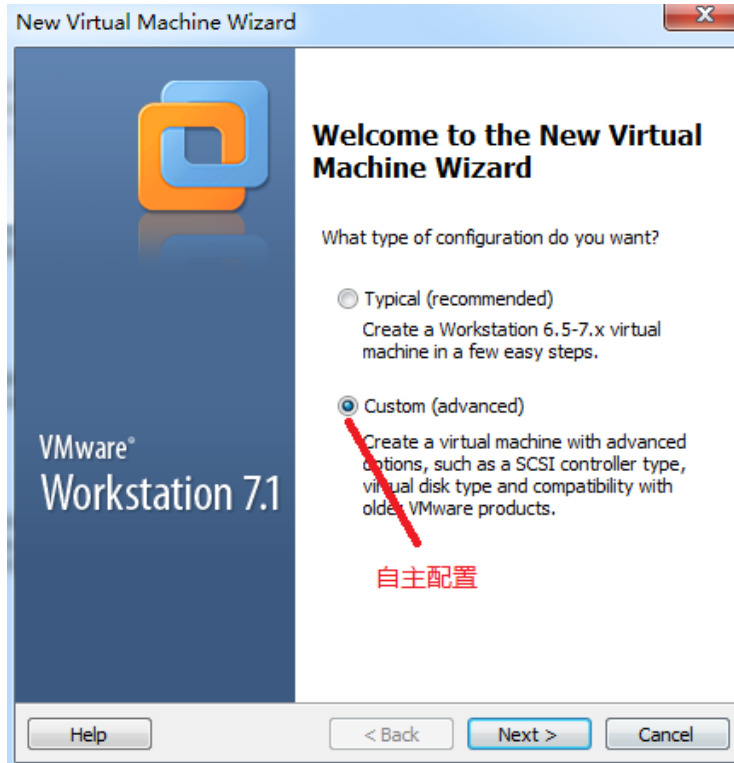 New Virtual Machine Wizard
Welcome to the New Virtual
Machine Wizard
What type of configuration do you want?
Typical (recommended)
Create a Workstation 6.5-7.x virtual
machine in a few easy steps.
Custom (advanced)
Create a virtual machine with advanced
options, such as a SCSI controller type,
virtual disk type and compatibility with
older VMware products.
VMware®
Workstation 7.1
自主配置
Help
< Back
Next >
Cancel